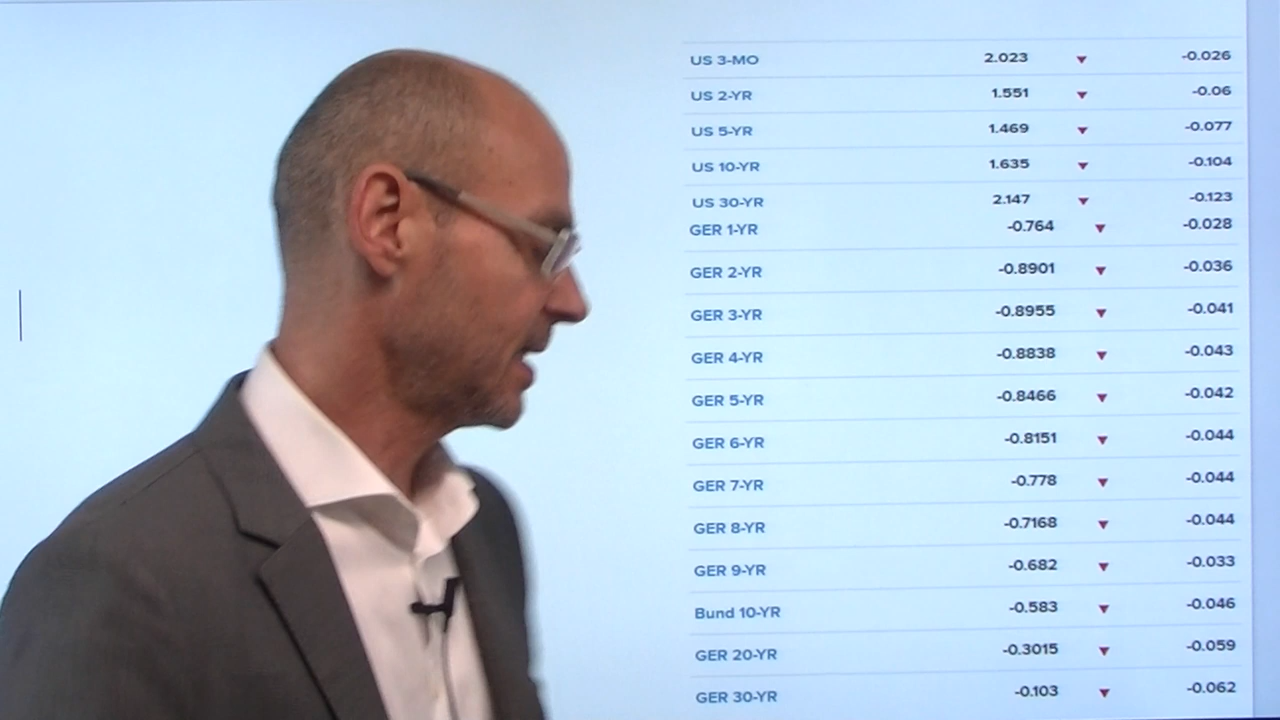 US 3-MO 2.023 ▼ -0.026
US 2-YR 1.551 ▼ -0.06
US 5-YR 1.469 ▼ -0.077
US 10-YR 1.635 ▼ -0.104
US 30-YR 2.147 ▼ -0.123
GER 1-YR -0.764 ▼ -0.028
GER 2-YR -0.8901 ▼ -0.036
GER 3-YR -0.8955 ▼ -0.041
GER 4-YR -0.8838 ▼ -0.043
GER 5-YR -0.8466 ▼ -0.042
GER 6-YR -0.8151 ▼ -0.044
GER 7-YR -0.778 ▼ -0.044
GER 8-YR -0.7168 ▼ -0.044
GER 9-YR -0.682 ▼ -0.033
Bund 10-YR -0.583 ▼ -0.046
GER 20-YR -0.3015 ▼ -0.059
GER 30-YR -0.103 ▼ -0.062